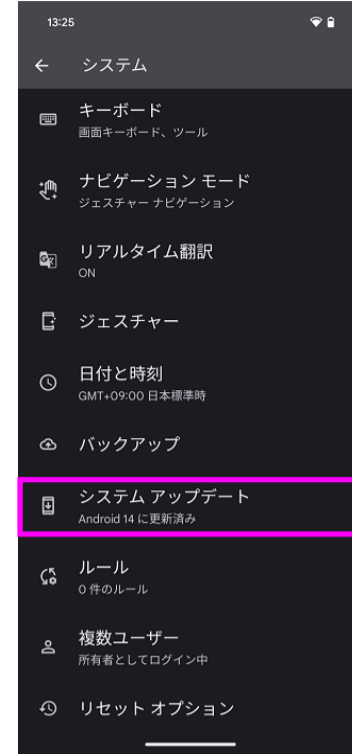 13:25
システム
キーボード
画面キーボード、ツール
ナビゲーション モード
ジェスチャー ナビゲーション
リアルタイム翻訳
ON
ジェスチャー
日付と時刻
GMT+09:00 日本標準時
バックアップ
システム アップデート
Android 14 に更新済み
ルール
0 件のルール
複数ユーザー
所有者としてログイン中
リセット オプション